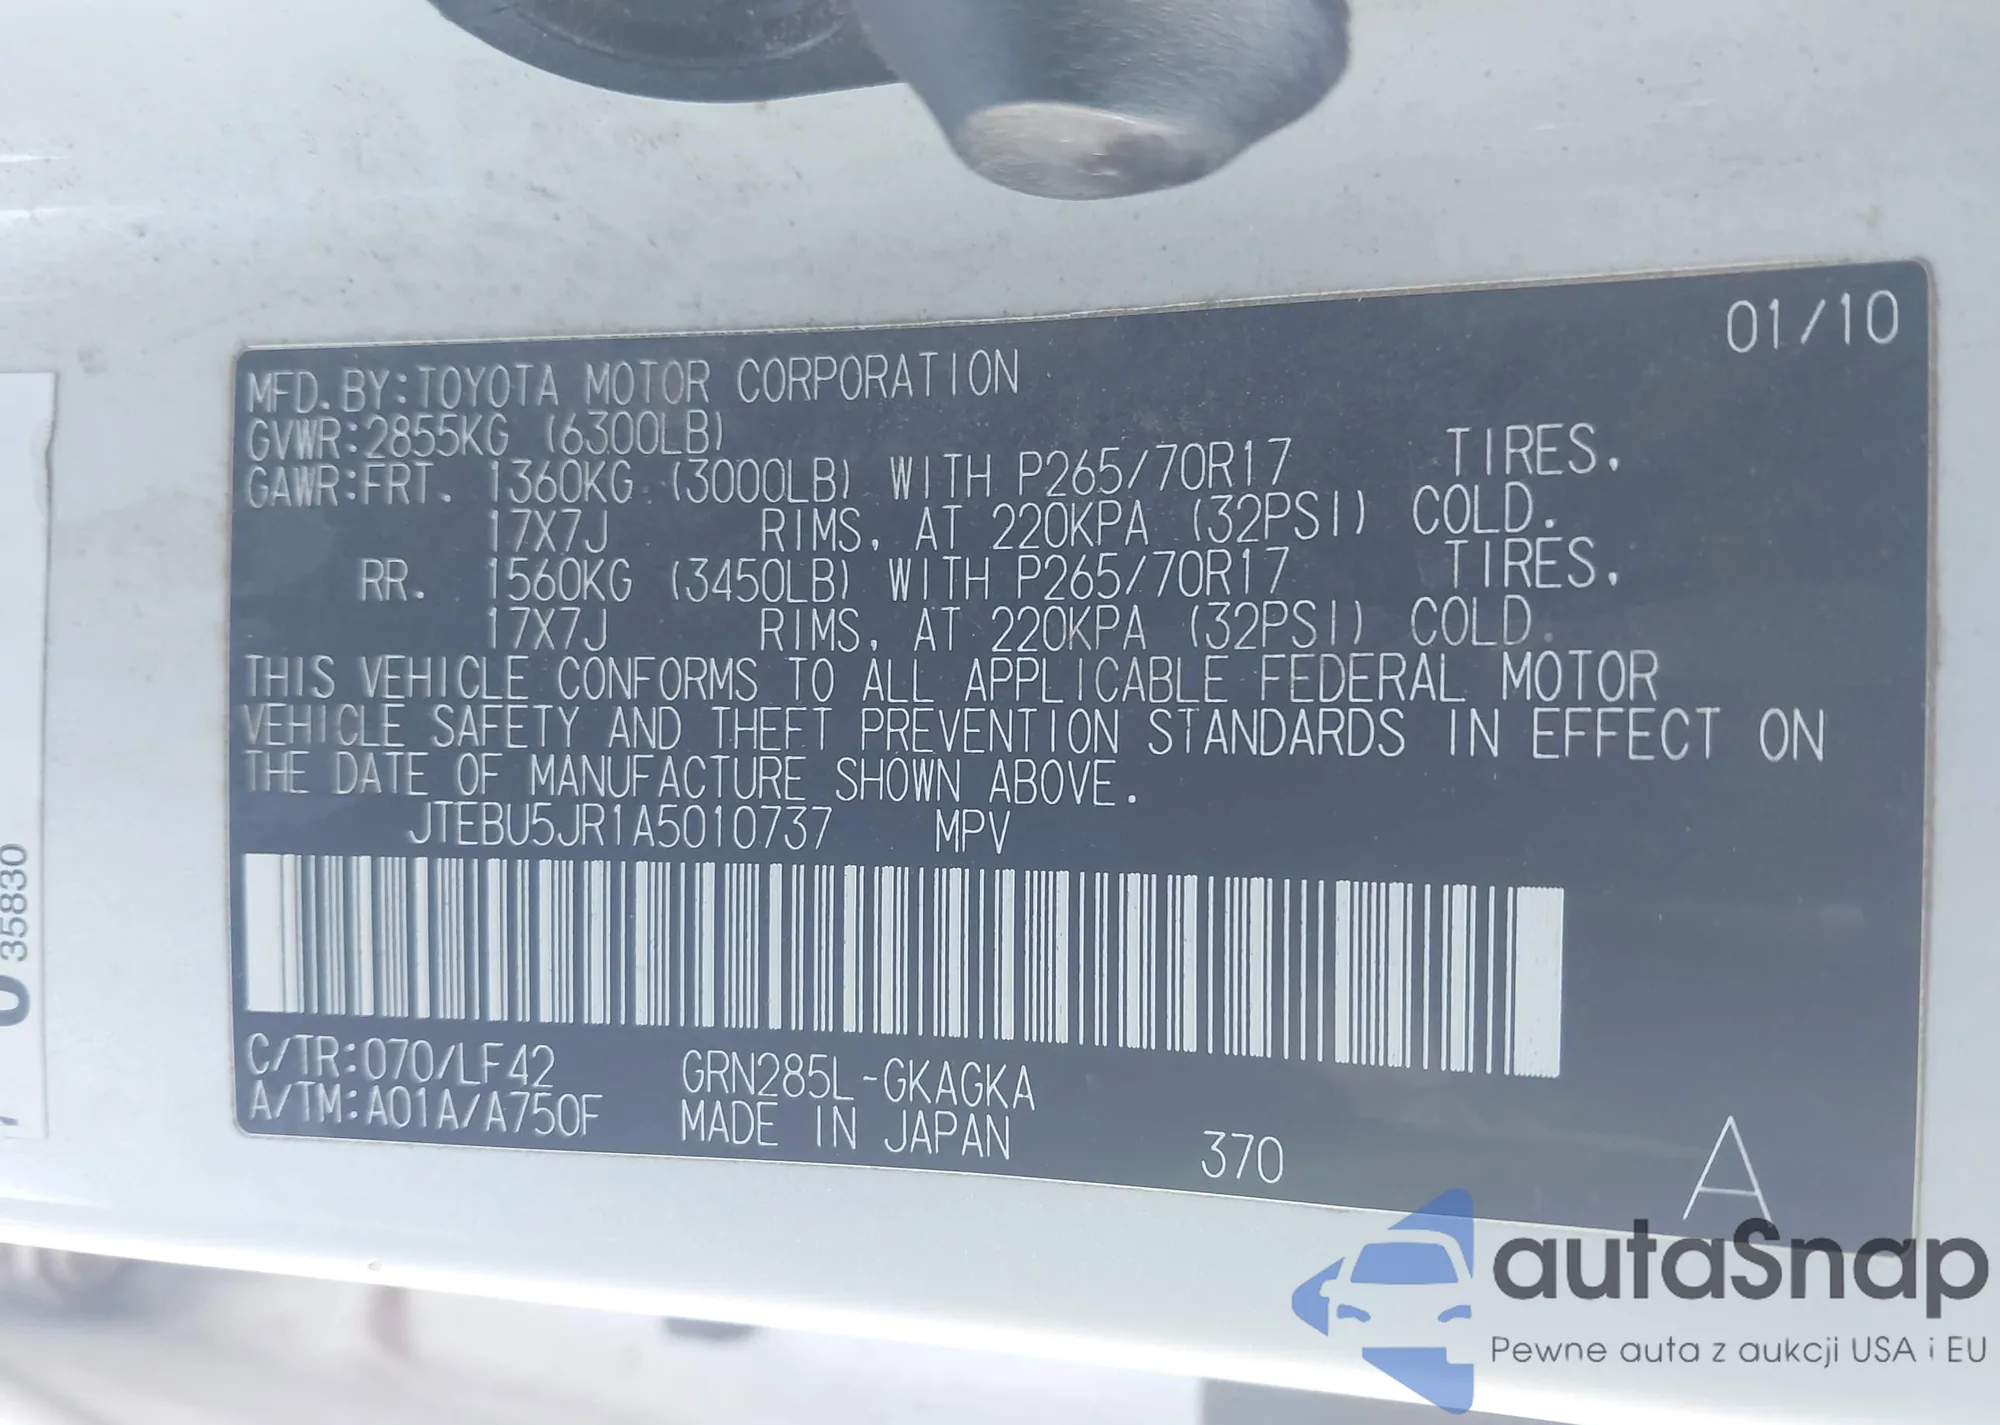 01/10
MFD.BY:TOYOTA MOTOR CORPORATION
GVWR:2855KG (6300LB)
GAWR:FRT. 1360KG (3000LB) WITH P265/70R17 TIRES,
17X7J RIMS, AT 220KPA (32PSI) COLD.
RR. 1560KG (3450LB) WITH P265/70R17 TIRES,
17X7J RIMS, AT 220KPA (32PSI) COLD.
THIS VEHICLE CONFORMS TO ALL APPLICABLE FEDERAL MOTOR
VEHICLE SAFETY AND THEFT PREVENTION STANDARDS IN EFFECT ON
THE DATE OF MANUFACTURE SHOWN ABOVE.
JTEBU5JR1A5010737 MPV
C/TR:070/LF42 GRN285L-GKAGKA
A/TM:A01A/A750F MADE IN JAPAN 370 A
35830
autaSnap
Pewne auta z aukcji USA i EU